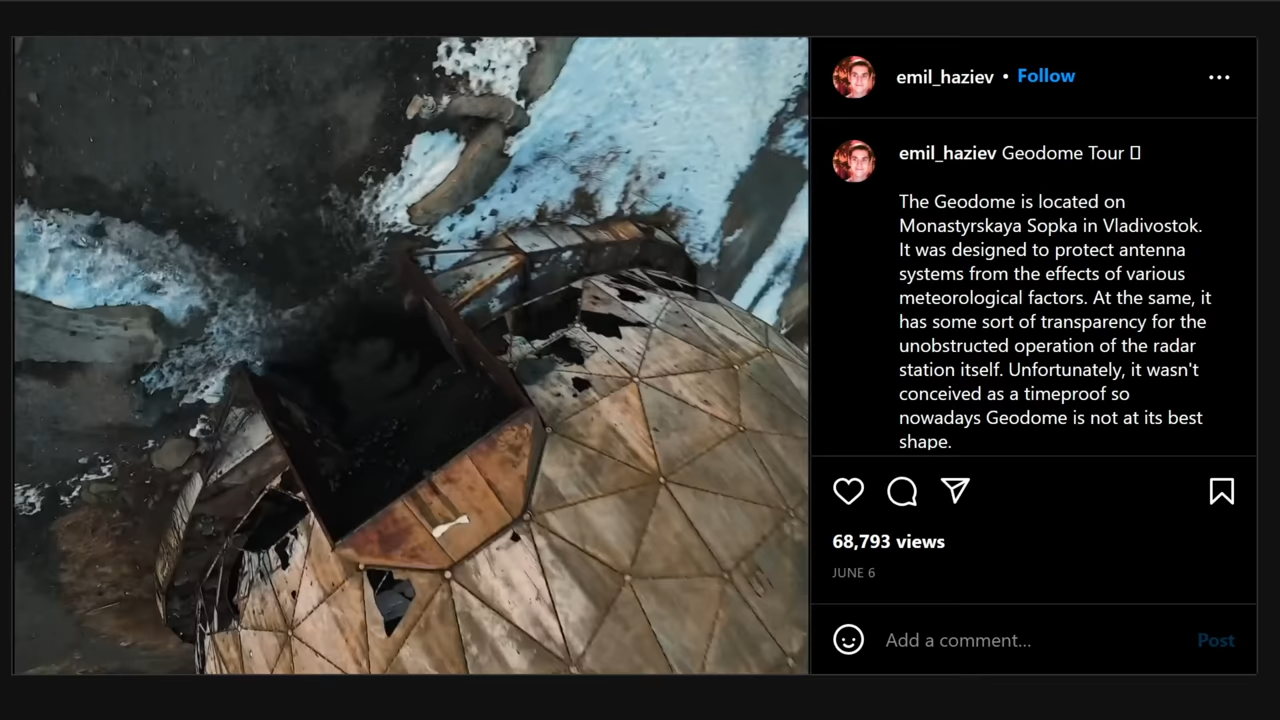 emil_haziev • Follow
emil_haziev Geodome Tour
The Geodome is located on
Monastyrskaya Sopka in Vladivostok.
It was designed to protect antenna
systems from the effects of various
meteorological factors. At the same, it
has some sort of transparency for the
unobstructed operation of the radar
station itself. Unfortunately, it wasn't
conceived as a timeproof so
nowadays Geodome is not at its best
shape.
68,793 views
JUNE 6
Add a comment... Post